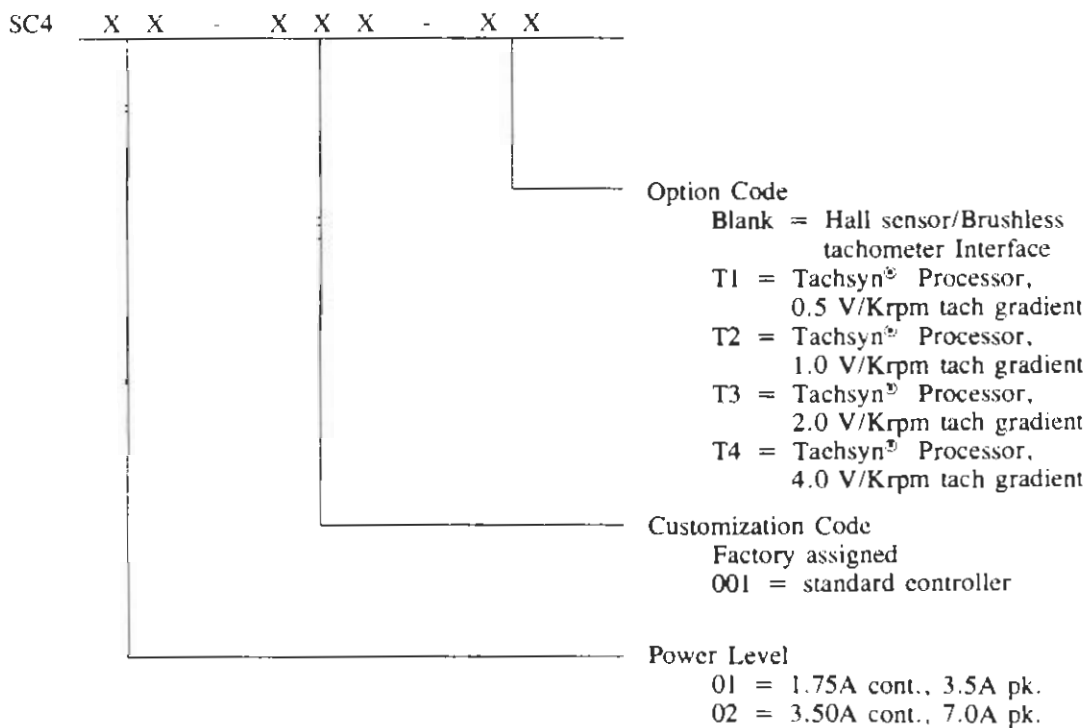 SC4 X X - X X X - X X
Option Code
Blank = Hall sensor/Brushless
tachometer Interface
T1 = Tachsyn® Processor,
0.5 V/Krpm tach gradient
T2 = Tachsyn® Processor,
1.0 V/Krpm tach gradient
T3 = Tachsyn® Processor,
2.0 V/Krpm tach gradient
T4 = Tachsyn® Processor,
4.0 V/Krpm tach gradient
Customization Code
Factory assigned
001 = standard controller
Power Level
01 = 1.75A cont., 3.5A pk.
02 = 3.50A cont., 7.0A pk.